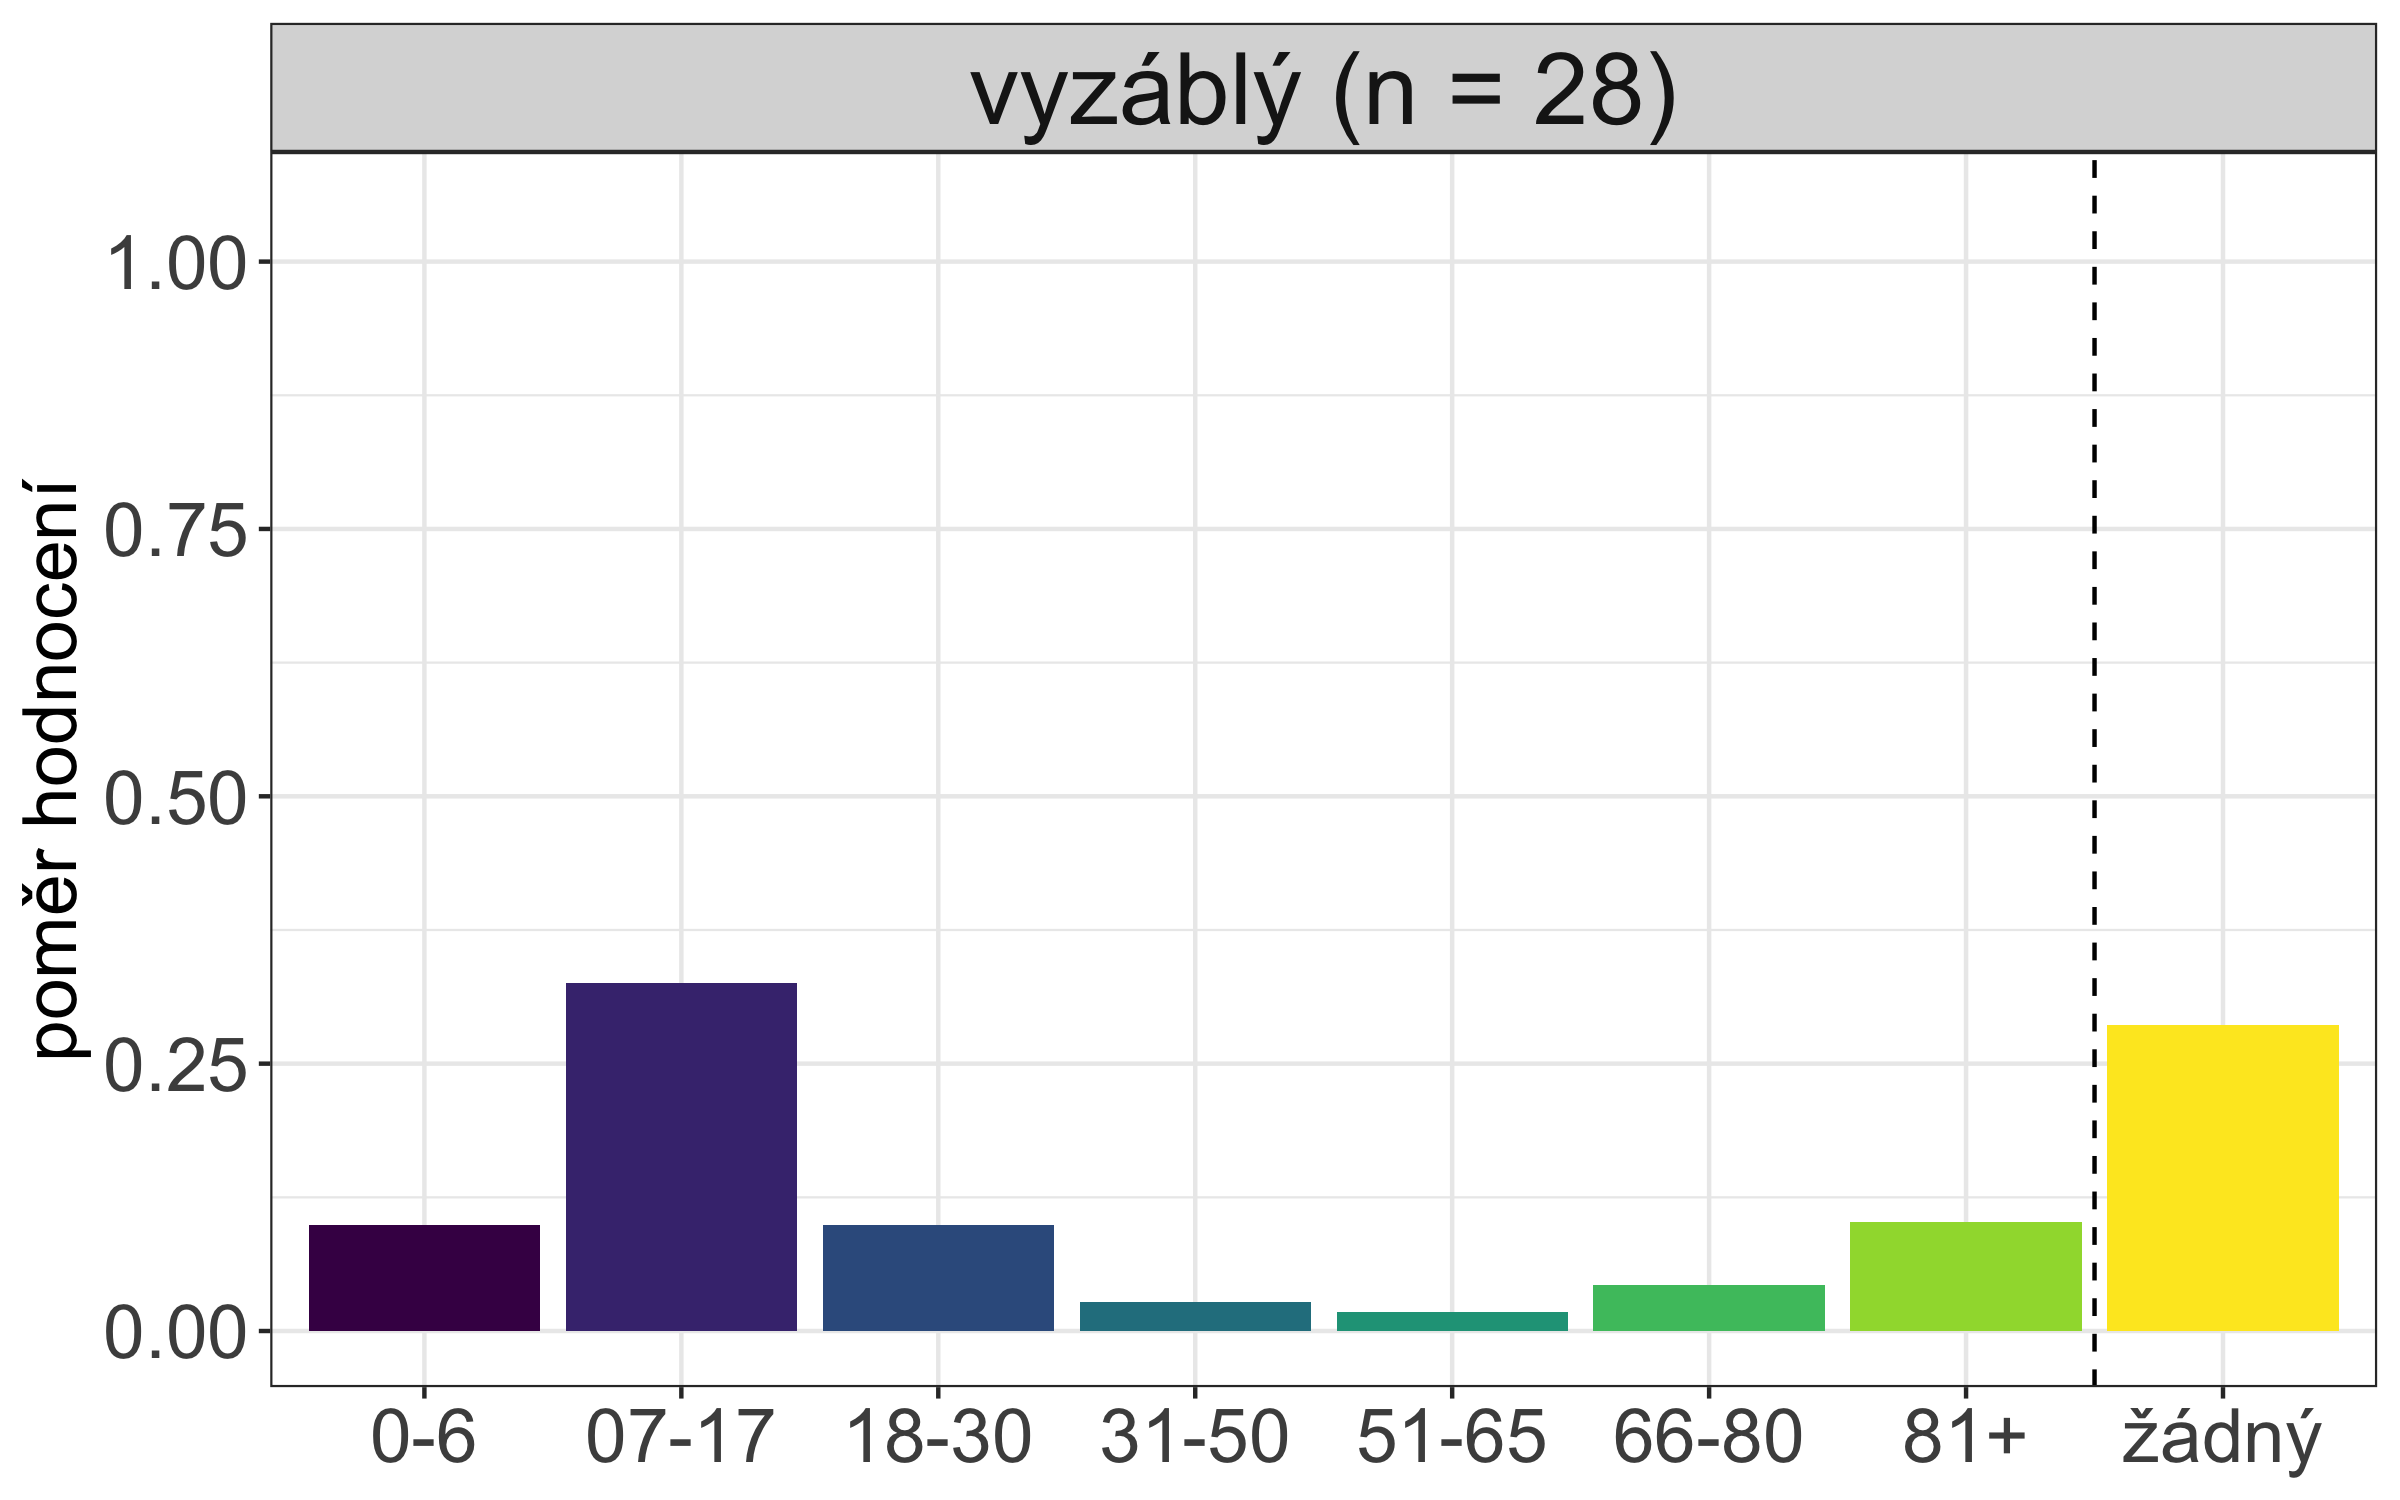 vyzáblý (n = 28)
poměr hodnocení
1.00
0.75
0.50
0.25
0.00
0-6 07-17 18-30 31-50 51-65 66-80 81+ žádný